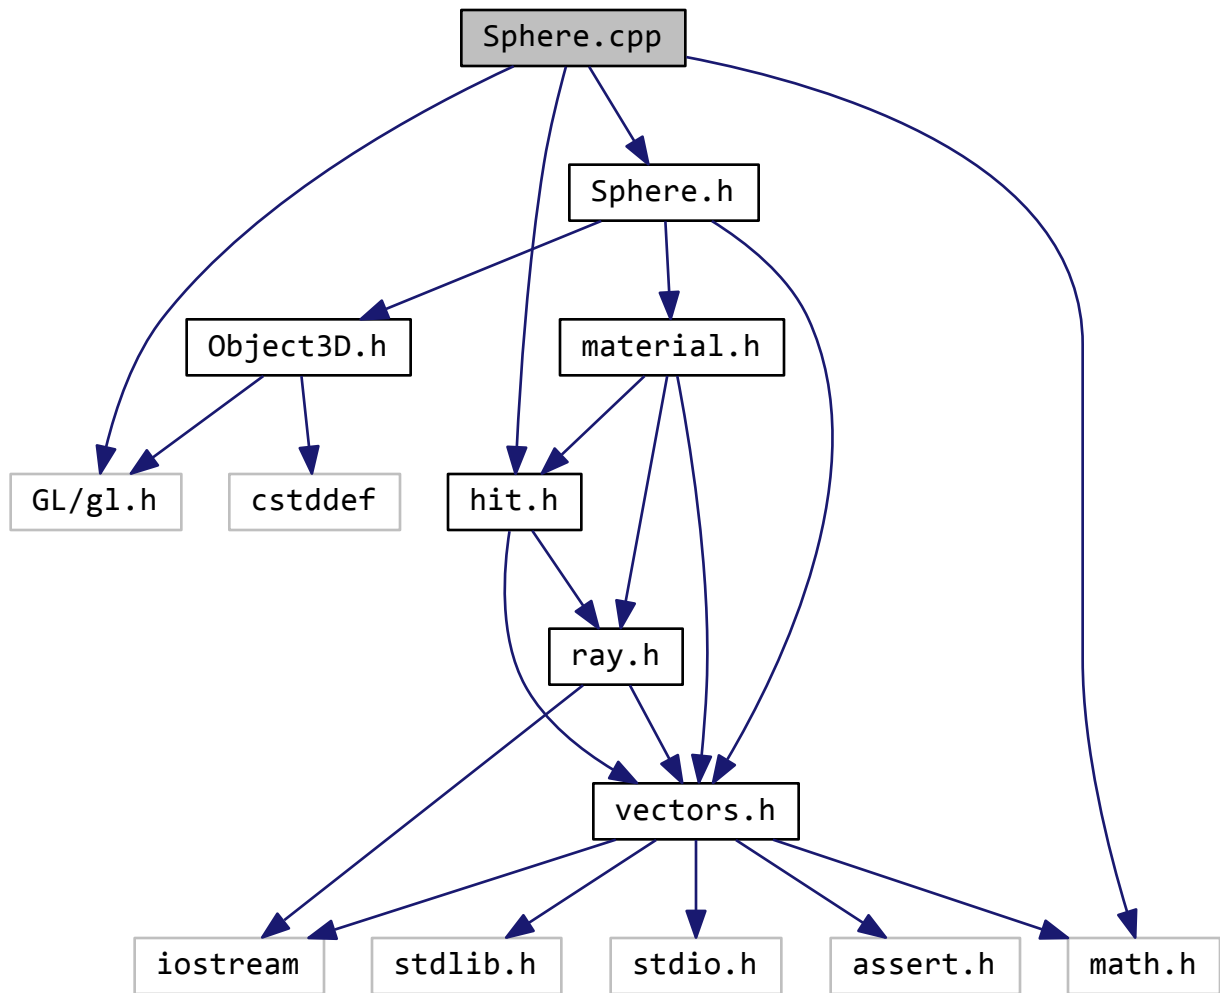 Sphere.cpp
Sphere.h
Object3D.h
material.h
GL/gl.h
cstddef
hit.h
ray.h
vectors.h
iostream
stdlib.h
stdio.h
assert.h
math.h